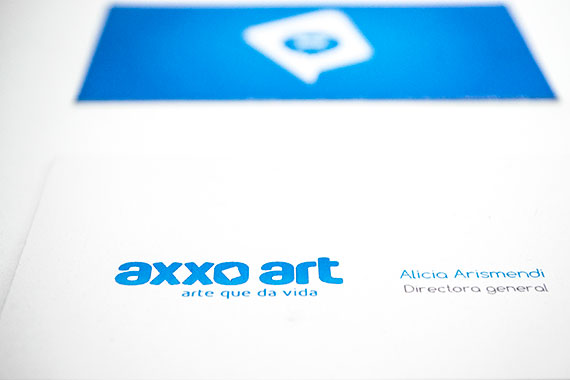 axxo art
arte que da vida
Alicia Arismendi
Directora general